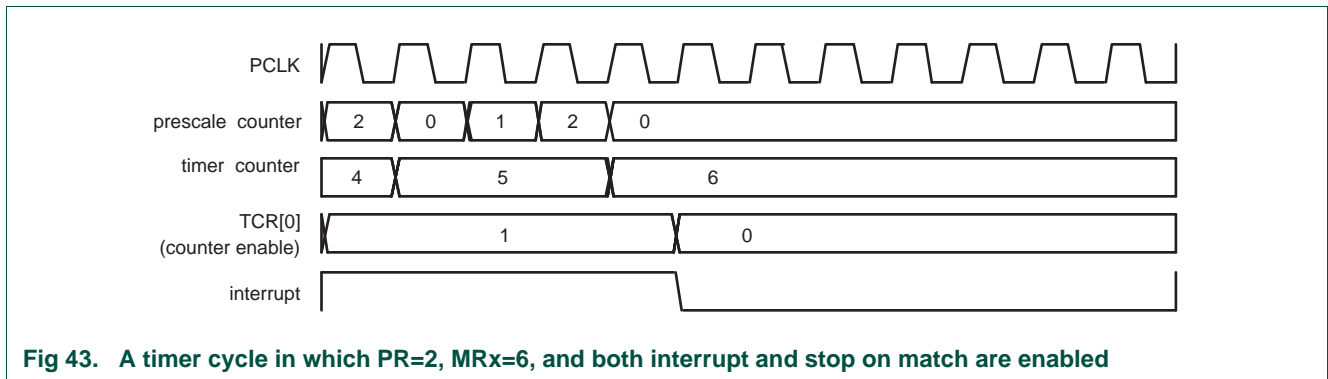 PCLK
prescale counter 2 0 1 2 0
timer counter 4 5 6
TCR[0]
(counter enable) 1 0
interrupt
Fig 43. A timer cycle in which PR=2, MRx=6, and both interrupt and stop on match are enabled